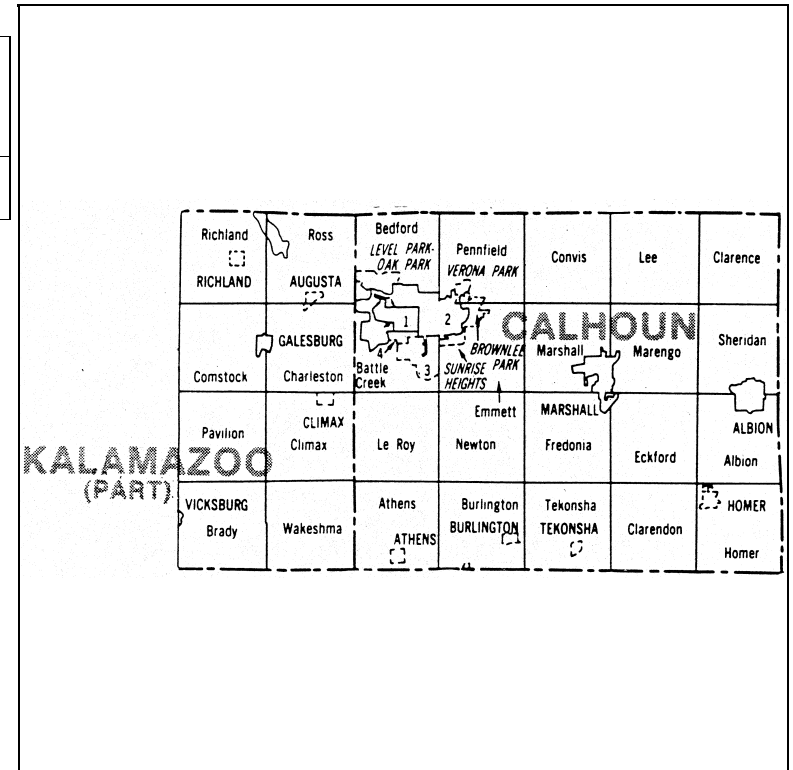 Richland
Ross
Bedford
LEVEL PARK-
OAK PARK
Pennfield
VERONA PARK
Convis
Lee
Clarence
RICHLAND
AUGUSTA
1
2
CALHOUN
GALESBURG
4
Battle
Creek
3
BROWNLEE
PARK
SUNRISE
HEIGHTS
Marshall
Marengo
Sheridan
Comstock
Charleston
CLIMAX
Climax
Emmett
MARSHALL
ALBION
Pavilion
Le Roy
Newton
Fredonia
Eckford
Albion
KALAMAZOO
(PART)
VICKSBURG
Brady
Wakeshma
Athens
ATHENS
Burlington
BURLINGTON
Tekonsha
TEKONSHA
Clarendon
HOMER
Homer